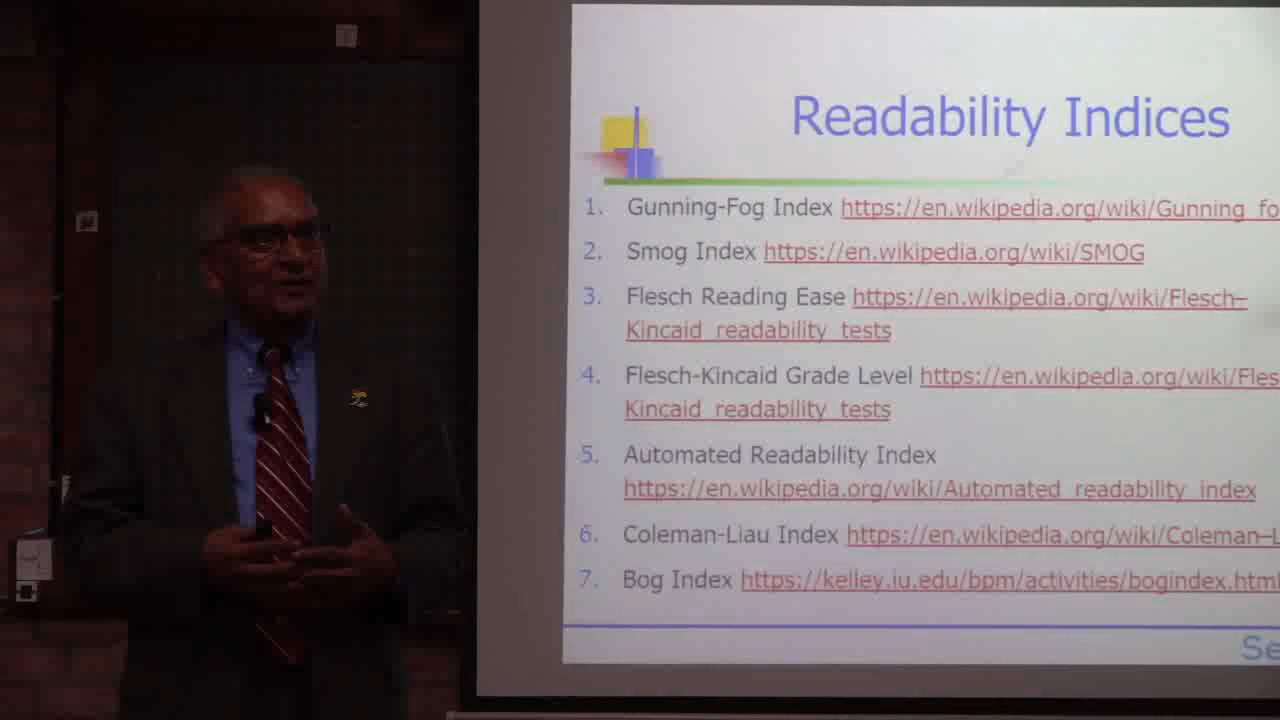 Readability Indices
1. Gunning-Fog Index https://en.wikipedia.org/wiki/Gunning_fo
2. Smog Index https://en.wikipedia.org/wiki/SMOG
3. Flesch Reading Ease https://en.wikipedia.org/wiki/Flesch–
Kincaid_readability_tests
4. Flesch-Kincaid Grade Level https://en.wikipedia.org/wiki/Fles
Kincaid_readability_tests
5. Automated Readability Index
https://en.wikipedia.org/wiki/Automated_readability_index
6. Coleman-Liau Index https://en.wikipedia.org/wiki/Coleman–L
7. Bog Index https://kelley.iu.edu/bpm/activities/bogindex.html
Se